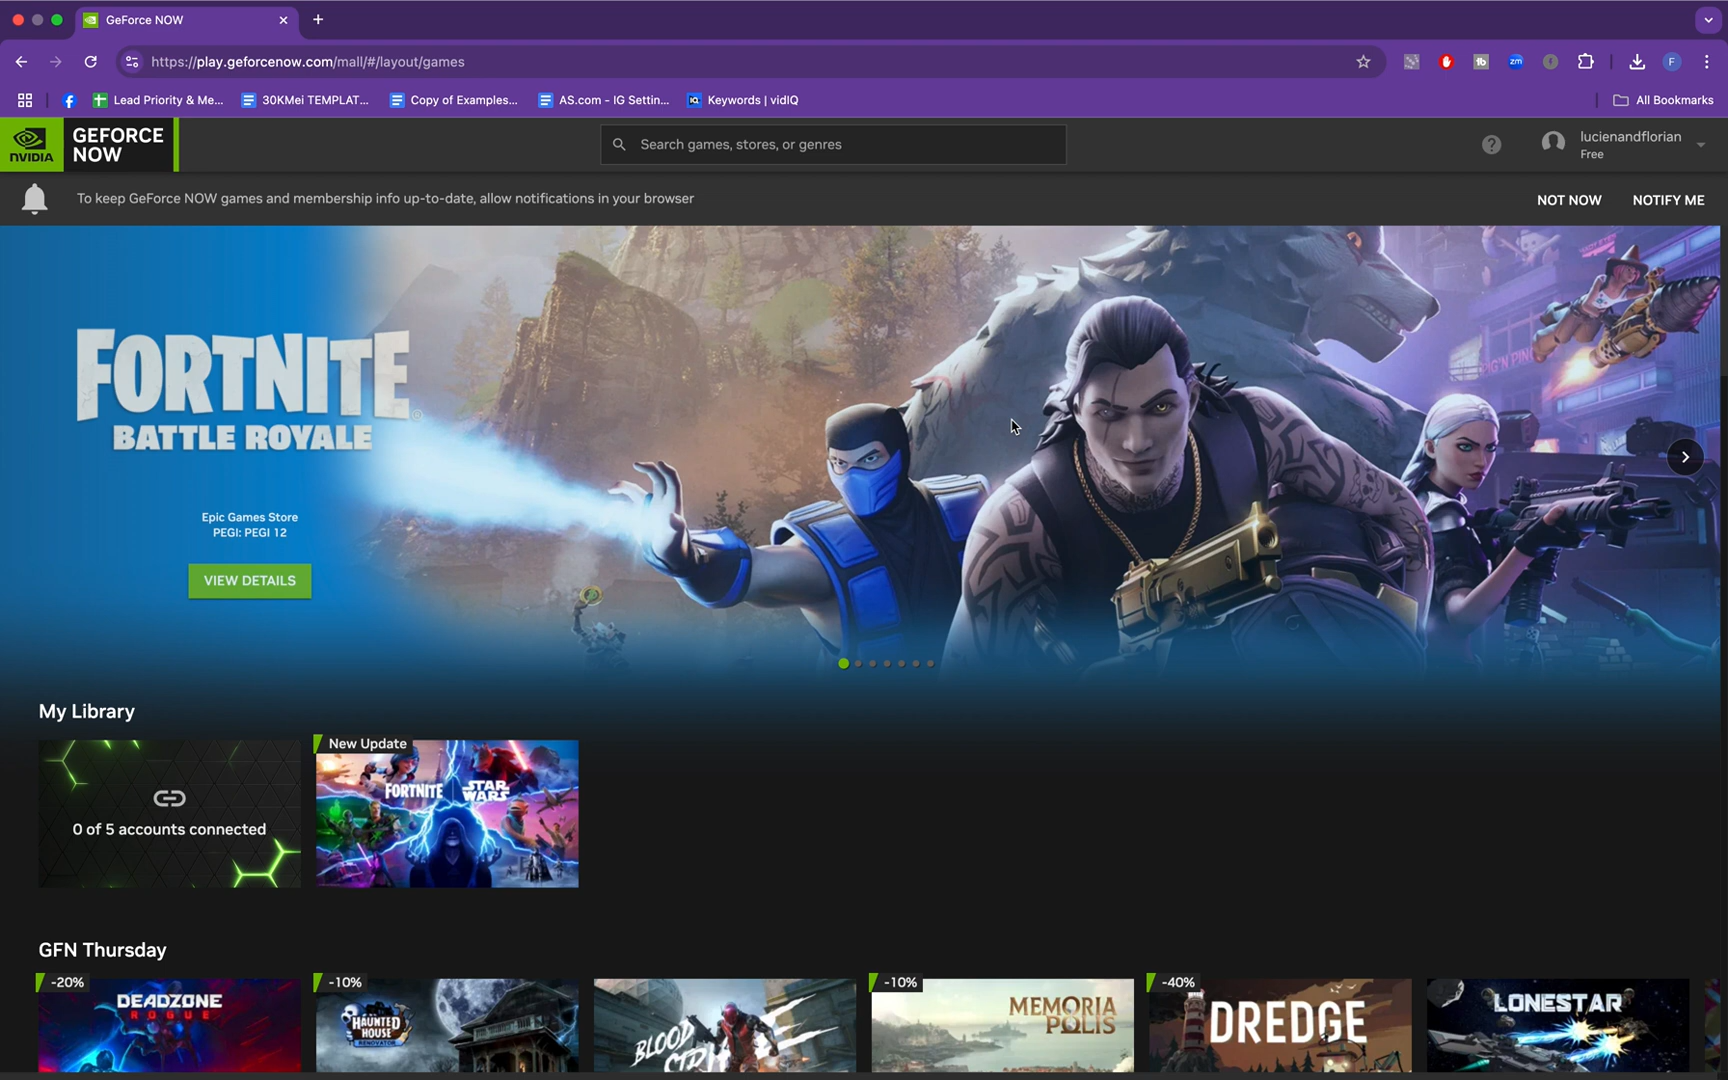 GeForce NOW
https://play.geforcenow.com/mall/#/layout/games
zm
F
Lead Priority & Me...
30KMei TEMPLAT...
Copy of Examples...
AS.com - IG Settin...
Keywords | vidIQ
All Bookmarks
NVIDIA
GEFORCE
NOW
Search games, stores, or genres
lucienandflorian
Free
To keep GeForce NOW games and membership info up-to-date, allow notifications in your browser
NOT NOW
NOTIFY ME
FORTNITE
BATTLE ROYALE
Epic Games Store
PEGI: PEGI 12
VIEW DETAILS
My Library
0 of 5 accounts connected
New Update
FORTNITE
STAR
WARS
GFN Thursday
-20%
DEADZONE
ROGUE
-10%
HAUNTED
HOUSE
RENOVATOR
BLOOD
-10%
MEMORIA
POLIS
-40%
DREDGE
LONESTAR